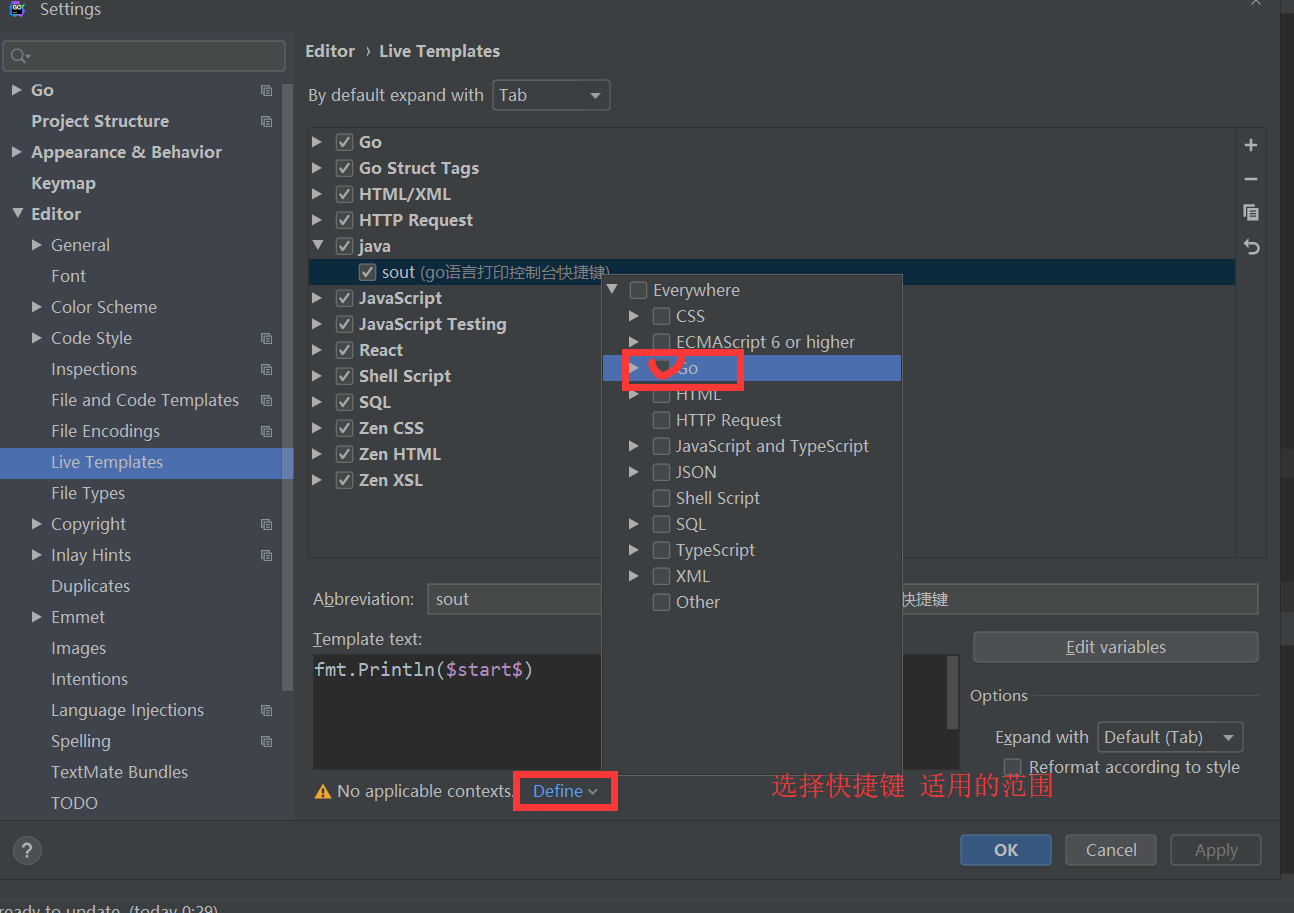 GO
Settings
Editor › Live Templates
By default expand with Tab
Go
Project Structure
Appearance & Behavior
Keymap
Editor
General
Font
Color Scheme
Code Style
Inspections
File and Code Templates
File Encodings
Live Templates
File Types
Copyright
Inlay Hints
Duplicates
Emmet
Images
Intentions
Language Injections
Spelling
TextMate Bundles
TODO
Go
Go Struct Tags
HTML/XML
HTTP Request
java
sout (go语言打印控制台快捷键)
JavaScript
JavaScript Testing
React
Shell Script
SQL
Zen CSS
Zen HTML
Zen XSL
Everywhere
CSS
ECMAScript 6 or higher
Go
HTML
HTTP Request
JavaScript and TypeScript
JSON
Shell Script
SQL
TypeScript
XML
Other
Abbreviation: sout
快捷键
Template text:
fmt.Println($start$)
Edit variables
Options
Expand with Default (Tab)
Reformat according to style
No applicable contexts. Define
选择快捷键 适用的范围
?
OK
Cancel
Apply
ready to update. (today 0:29)